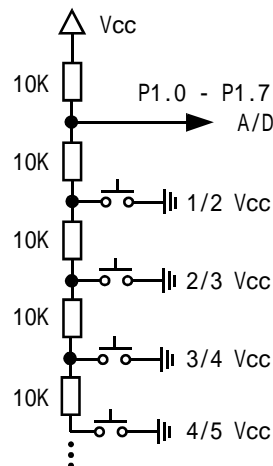 Vcc
10K
P1.0 - P1.7
A/D
10K
1/2 Vcc
10K
2/3 Vcc
10K
3/4 Vcc
10K
4/5 Vcc